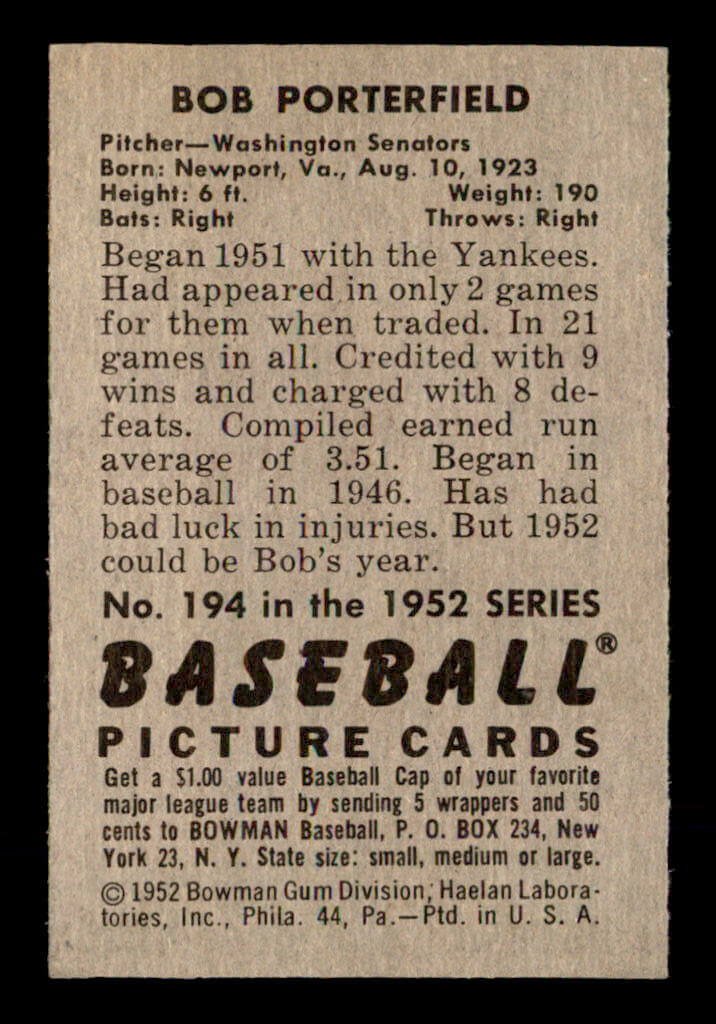 BOB PORTERFIELD
Pitcher—Washington Senators
Born: Newport, Va., Aug. 10, 1923
Height: 6 ft. Weight: 190
Bats: Right Throws: Right
Began 1951 with the Yankees.
Had appeared in only 2 games
for them when traded. In 21
games in all. Credited with 9
wins and charged with 8 de-
feats. Compiled earned run
average of 3.51. Began in
baseball in 1946. Has had
bad luck in injuries. But 1952
could be Bob's year.
No. 194 in the 1952 SERIES
BASEBALL®
PICTURE CARDS
Get a $1.00 value Baseball Cap of your favorite
major league team by sending 5 wrappers and 50
cents to BOWMAN Baseball, P. O. BOX 234, New
York 23, N. Y. State size: small, medium or large.
© 1952 Bowman Gum Division, Haelan Labora-
tories, Inc., Phila. 44, Pa.—Ptd. in U. S. A.